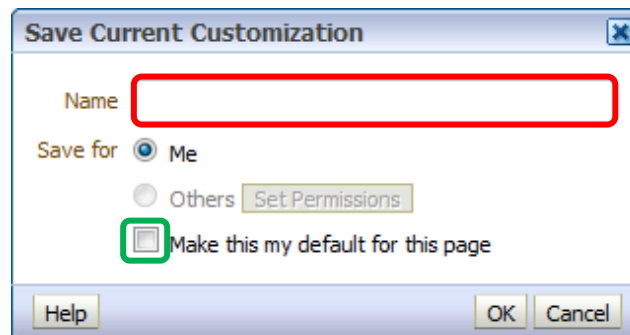 Save Current Customization
Name
Save for Me
Others Set Permissions
Make this my default for this page
Help OK Cancel